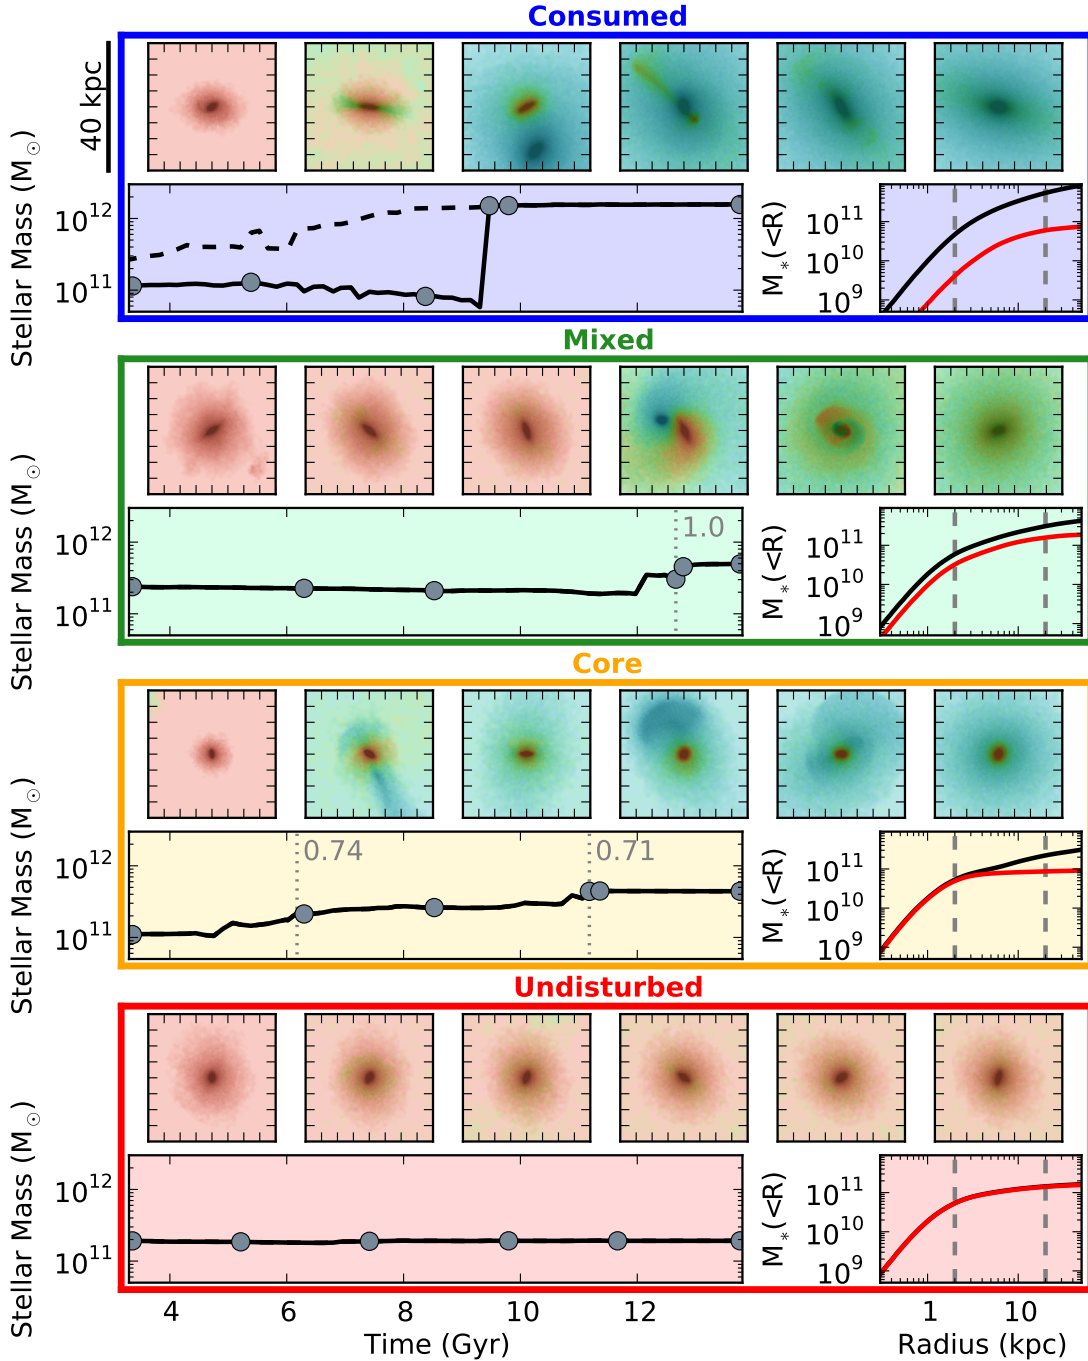 Consumed
40 kpc
Stellar Mass (M☉)
10¹²
10¹¹
M*(<R)
10¹¹
10¹⁰
10⁹
Mixed
Stellar Mass (M☉)
10¹²
10¹¹
1.0
M*(<R)
10¹¹
10¹⁰
10⁹
Core
Stellar Mass (M☉)
10¹²
10¹¹
0.74
0.71
M*(<R)
10¹¹
10¹⁰
10⁹
Undisturbed
Stellar Mass (M☉)
10¹²
10¹¹
M*(<R)
10¹¹
10¹⁰
10⁹
4 6 8 10 12
1 10
Time (Gyr)
Radius (kpc)